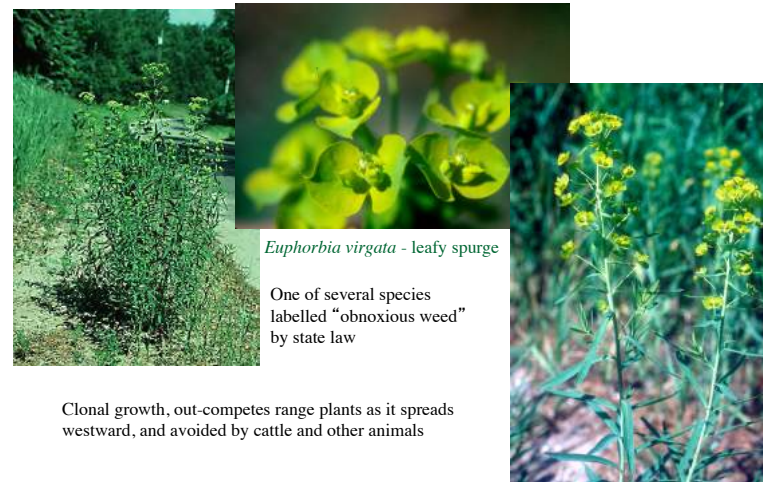 Euphorbia virgata - leafy spurge
One of several species
labelled “obnoxious weed”
by state law
Clonal growth, out-competes range plants as it spreads
westward, and avoided by cattle and other animals